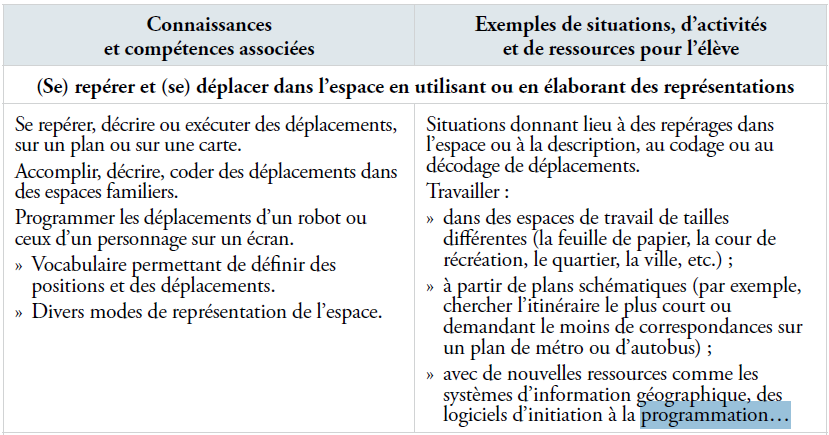 Connaissances
et compétences associées
Exemples de situations, d’activités
et de ressources pour l’élève
(Se) repérer et (se) déplacer dans l’espace en utilisant ou en élaborant des représentations
Se repérer, décrire ou exécuter des déplacements,
sur un plan ou sur une carte.
Accomplir, décrire, coder des déplacements dans
des espaces familiers.
Programmer les déplacements d’un robot ou
ceux d’un personnage sur un écran.
» Vocabulaire permettant de définir des
positions et des déplacements.
» Divers modes de représentation de l’espace.
Situations donnant lieu à des repérages dans
l’espace ou à la description, au codage ou au
décodage de déplacements.
Travailler :
» dans des espaces de travail de tailles
différentes (la feuille de papier, la cour de
récréation, le quartier, la ville, etc.) ;
» à partir de plans schématiques (par exemple,
chercher l’itinéraire le plus court ou
demandant le moins de correspondances sur
un plan de métro ou d’autobus) ;
» avec de nouvelles ressources comme les
systèmes d’information géographique, des
logiciels d’initiation à la programmation…